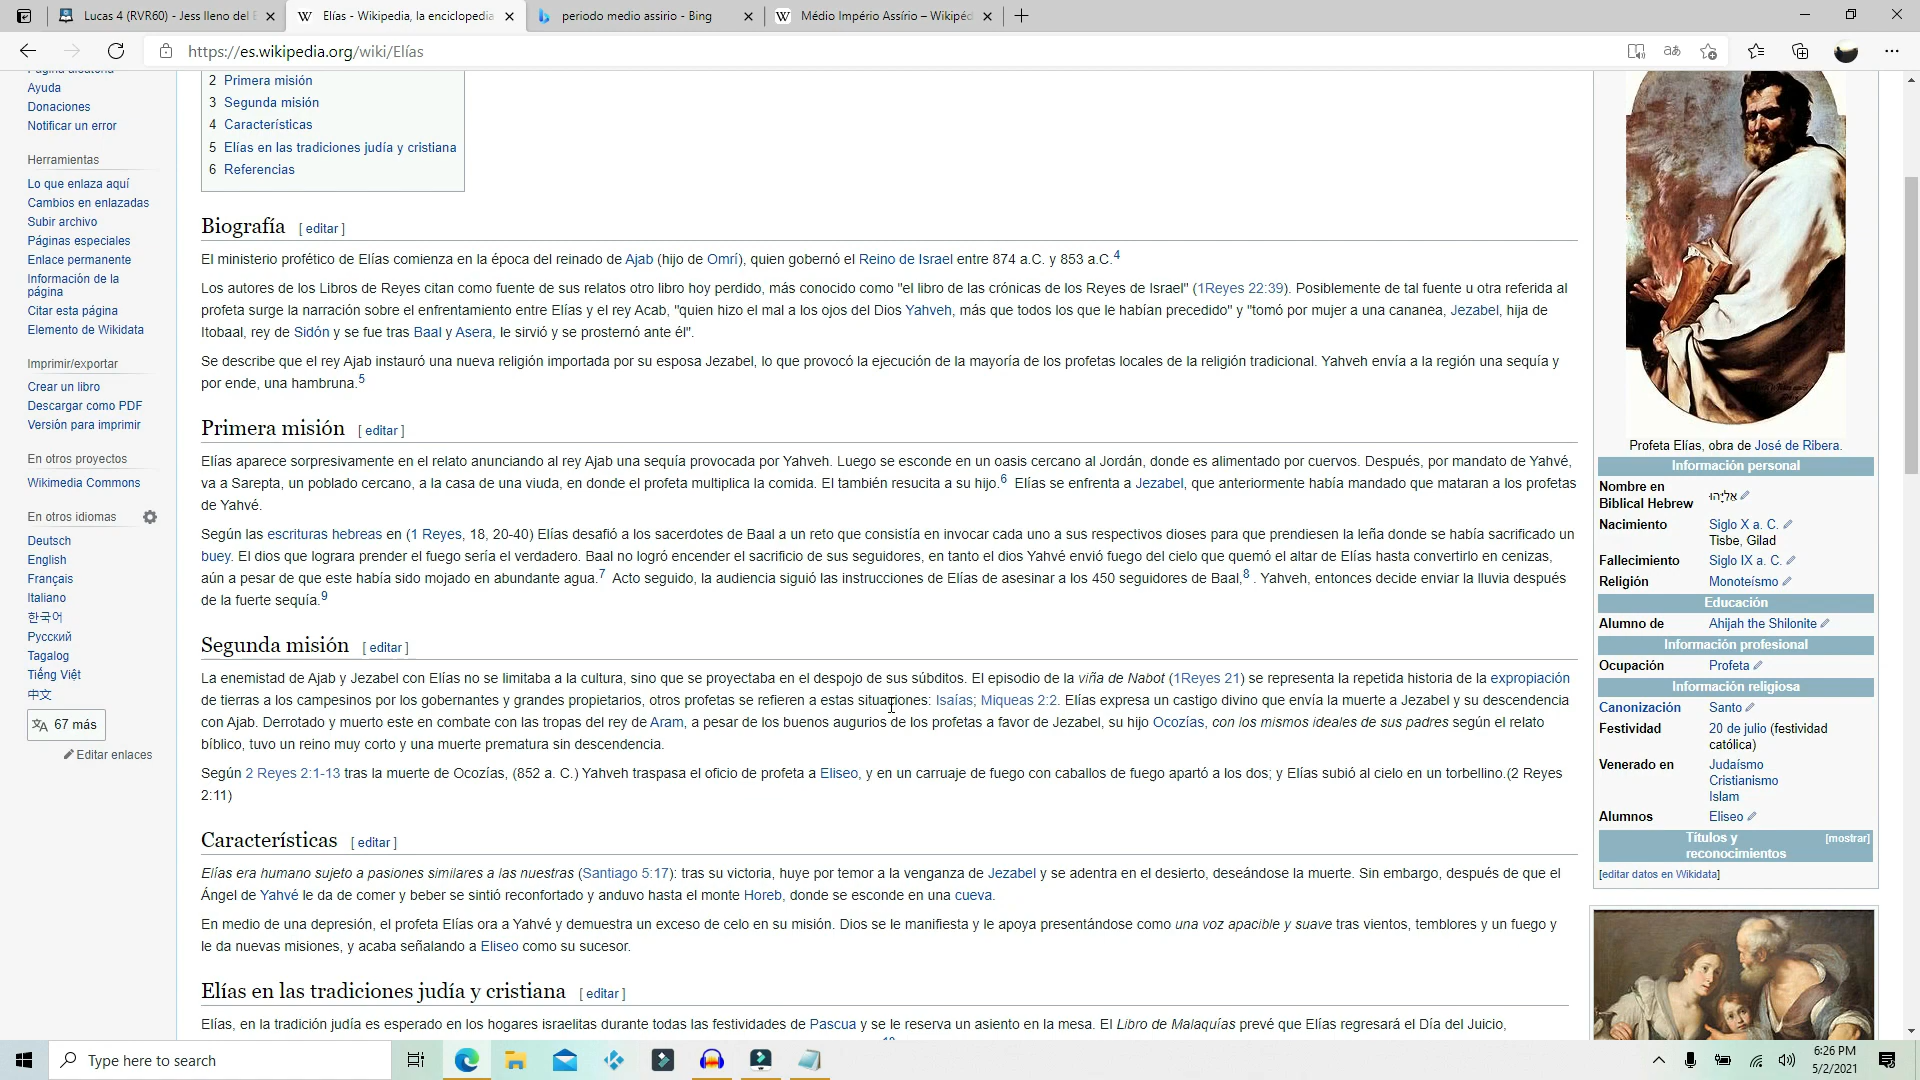 Lucas 4 (RVR60) - Jess lleno del E
Elías - Wikipedia, la enciclopedia
periodo medio assirio - Bing
Médio Império Assírio – Wikipéd
https://es.wikipedia.org/wiki/Elías
Página aleatoria
Ayuda
Donaciones
Notificar un error
Herramientas
Lo que enlaza aquí
Cambios en enlazadas
Subir archivo
Páginas especiales
Enlace permanente
Información de la
página
Citar esta página
Elemento de Wikidata
Imprimir/exportar
Crear un libro
Descargar como PDF
Versión para imprimir
En otros proyectos
Wikimedia Commons
En otros idiomas
Deutsch
English
Français
Italiano
한국어
Русский
Tagalog
Tiếng Việt
中文
67 más
Editar enlaces
2 Primera misión
3 Segunda misión
4 Características
5 Elías en las tradiciones judía y cristiana
6 Referencias
Biografía [ editar ]
El ministerio profético de Elías comienza en la época del reinado de Ajab (hijo de Omrí), quien gobernó el Reino de Israel entre 874 a.C. y 853 a.C.4
Los autores de los Libros de Reyes citan como fuente de sus relatos otro libro hoy perdido, más conocido como "el libro de las crónicas de los Reyes de Israel" (1Reyes 22:39). Posiblemente de tal fuente u otra referida al
profeta surge la narración sobre el enfrentamiento entre Elías y el rey Acab, "quien hizo el mal a los ojos del Dios Yahveh, más que todos los que le habían precedido" y "tomó por mujer a una cananea, Jezabel, hija de
Itobaal, rey de Sidón y se fue tras Baal y Asera, le sirvió y se prosternó ante él".
Se describe que el rey Ajab instauró una nueva religión importada por su esposa Jezabel, lo que provocó la ejecución de la mayoría de los profetas locales de la religión tradicional. Yahveh envía a la región una sequía y
por ende, una hambruna.5
Primera misión [ editar ]
Elías aparece sorpresivamente en el relato anunciando al rey Ajab una sequía provocada por Yahveh. Luego se esconde en un oasis cercano al Jordán, donde es alimentado por cuervos. Después, por mandato de Yahvé,
va a Sarepta, un poblado cercano, a la casa de una viuda, en donde el profeta multiplica la comida. El también resucita a su hijo.6 Elías se enfrenta a Jezabel, que anteriormente había mandado que mataran a los profetas
de Yahvé.
Según las escrituras hebreas en (1 Reyes, 18, 20-40) Elías desafió a los sacerdotes de Baal a un reto que consistía en invocar cada uno a sus respectivos dioses para que prendiesen la leña donde se había sacrificado un
buey. El dios que lograra prender el fuego sería el verdadero. Baal no logró encender el sacrificio de sus seguidores, en tanto el dios Yahvé envió fuego del cielo que quemó el altar de Elías hasta convertirlo en cenizas,
aún a pesar de que este había sido mojado en abundante agua.7 Acto seguido, la audiencia siguió las instrucciones de Elías de asesinar a los 450 seguidores de Baal,8 . Yahveh, entonces decide enviar la lluvia después
de la fuerte sequía.9
Segunda misión [ editar ]
La enemistad de Ajab y Jezabel con Elías no se limitaba a la cultura, sino que se proyectaba en el despojo de sus súbditos. El episodio de la viña de Nabot (1Reyes 21) se representa la repetida historia de la expropiación
de tierras a los campesinos por los gobernantes y grandes propietarios, otros profetas se refieren a estas situaciones: Isaías; Miqueas 2:2. Elías expresa un castigo divino que envía la muerte a Jezabel y su descendencia
con Ajab. Derrotado y muerto este en combate con las tropas del rey de Aram, a pesar de los buenos augurios de los profetas a favor de Jezabel, su hijo Ocozías, con los mismos ideales de sus padres según el relato
bíblico, tuvo un reino muy corto y una muerte prematura sin descendencia.
Según 2 Reyes 2:1-13 tras la muerte de Ocozías, (852 a. C.) Yahveh traspasa el oficio de profeta a Eliseo, y en un carruaje de fuego con caballos de fuego apartó a los dos; y Elías subió al cielo en un torbellino.(2 Reyes
2:11)
Características [ editar ]
Elías era humano sujeto a pasiones similares a las nuestras (Santiago 5:17): tras su victoria, huye por temor a la venganza de Jezabel y se adentra en el desierto, deseándose la muerte. Sin embargo, después de que el
Ángel de Yahvé le da de comer y beber se sintió reconfortado y anduvo hasta el monte Horeb, donde se esconde en una cueva.
En medio de una depresión, el profeta Elías ora a Yahvé y demuestra un exceso de celo en su misión. Dios se le manifiesta y le apoya presentándose como una voz apacible y suave tras vientos, temblores y un fuego y
le da nuevas misiones, y acaba señalando a Eliseo como su sucesor.
Elías en las tradiciones judía y cristiana [ editar ]
Elías, en la tradición judía es esperado en los hogares israelitas durante todas las festividades de Pascua y se le reserva un asiento en la mesa. El Libro de Malaquías prevé que Elías regresará el Día del Juicio,
Profeta Elías, obra de José de Ribera.
Información personal
Nombre en
Biblical Hebrew אֵלִיָּהוּ
Nacimiento Siglo X a. C.
Tisbe, Gilad
Fallecimiento Siglo IX a. C.
Religión Monoteísmo
Educación
Alumno de Ahijah the Shilonite
Información profesional
Ocupación Profeta
Información religiosa
Canonización Santo
Festividad 20 de julio (festividad
católica)
Venerado en Judaísmo
Cristianismo
Islam
Alumnos Eliseo
Títulos y [mostrar]
reconocimientos
[editar datos en Wikidata]
Type here to search
6:26 PM
5/2/2021